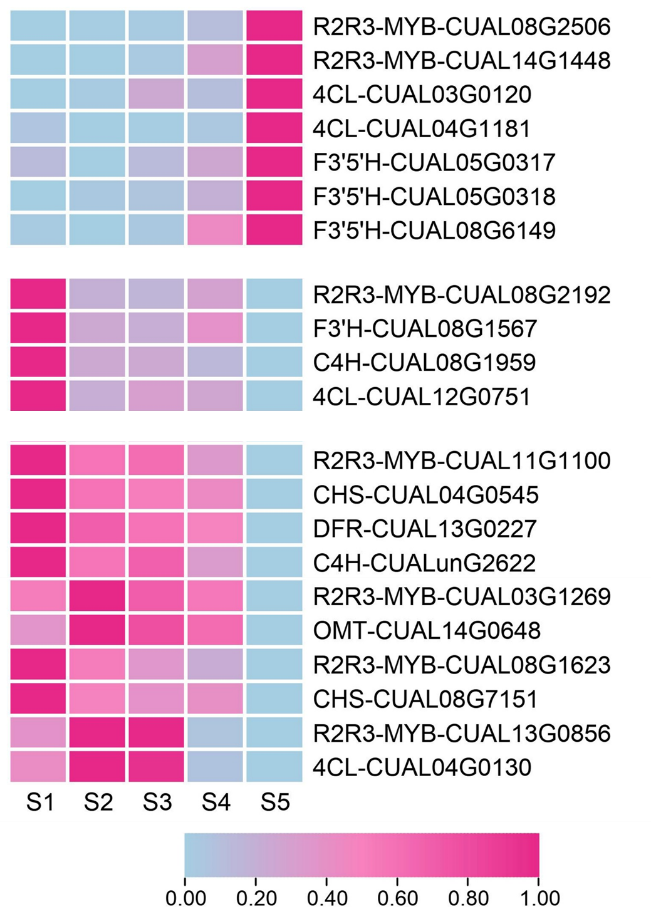 R2R3-MYB-CUAL08G2506
R2R3-MYB-CUAL14G1448
4CL-CUAL03G0120
4CL-CUAL04G1181
F3'5'H-CUAL05G0317
F3'5'H-CUAL05G0318
F3'5'H-CUAL08G6149
R2R3-MYB-CUAL08G2192
F3'H-CUAL08G1567
C4H-CUAL08G1959
4CL-CUAL12G0751
R2R3-MYB-CUAL11G1100
CHS-CUAL04G0545
DFR-CUAL13G0227
C4H-CUALunG2622
R2R3-MYB-CUAL03G1269
OMT-CUAL14G0648
R2R3-MYB-CUAL08G1623
CHS-CUAL08G7151
R2R3-MYB-CUAL13G0856
4CL-CUAL04G0130
S1 S2 S3 S4 S5
0.00 0.20 0.40 0.60 0.80 1.00